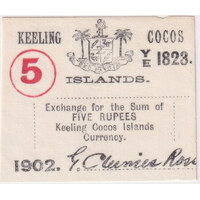 KEELING COCOS
5 YE 1823.
ISLANDS.
Exchange for the Sum of
FIVE RUPEES
Keeling Cocos Islands
Currency.
1902. G. Clunies Ross